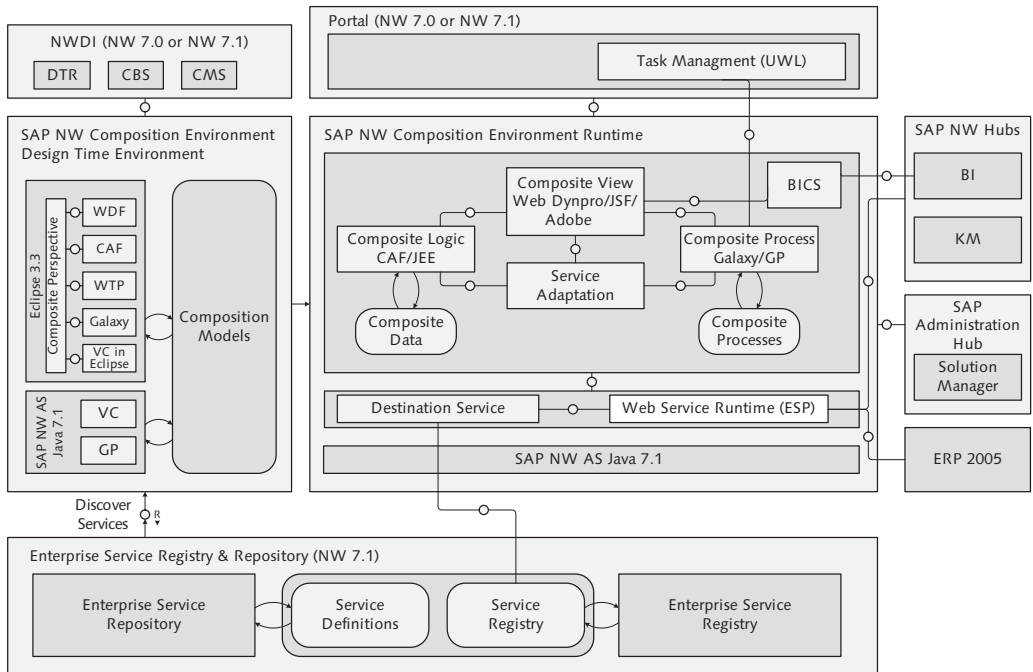 NWDI (NW 7.0 or NW 7.1)
DTR
CBS
CMS
Portal (NW 7.0 or NW 7.1)
Task Managment (UWL)
SAP NW Composition Environment
Design Time Environment
Eclipse 3.3
Composite Perspective
WDF
CAF
WTP
Galaxy
VC in
Eclipse
Composition
Models
SAP NW AS
Java 7.1
VC
GP
SAP NW Composition Environment Runtime
Composite View
Web Dynpro/JSF/
Adobe
BICS
Composite Logic
CAF/JEE
Composite Process
Galaxy/GP
Service
Adaptation
Composite
Data
Composite
Processes
Destination Service
Web Service Runtime (ESP)
SAP NW AS Java 7.1
SAP NW Hubs
BI
KM
SAP
Administration
Hub
Solution
Manager
ERP 2005
Discover
Services
R
Enterprise Service Registry & Repository (NW 7.1)
Enterprise Service
Repository
Service
Definitions
Service
Registry
Enterprise Service
Registry